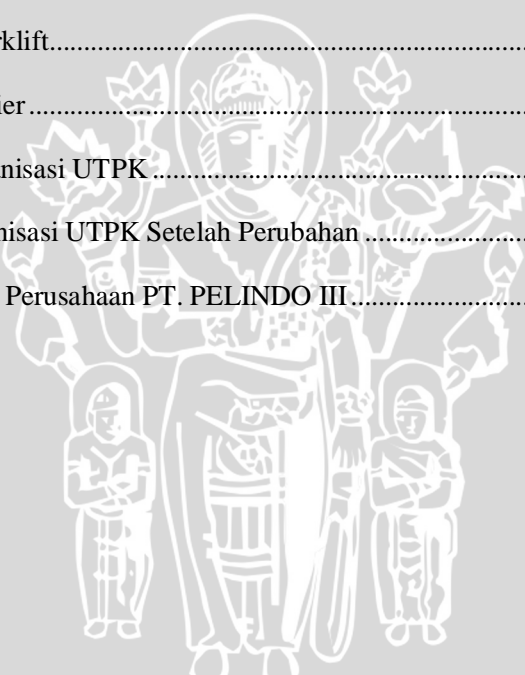 rklift..........................................................................
ier..............................................................................
nisasi UTPK.............................................................
nisasi UTPK Setelah Perubahan...........................
Perusahaan PT. PELINDO III.............................